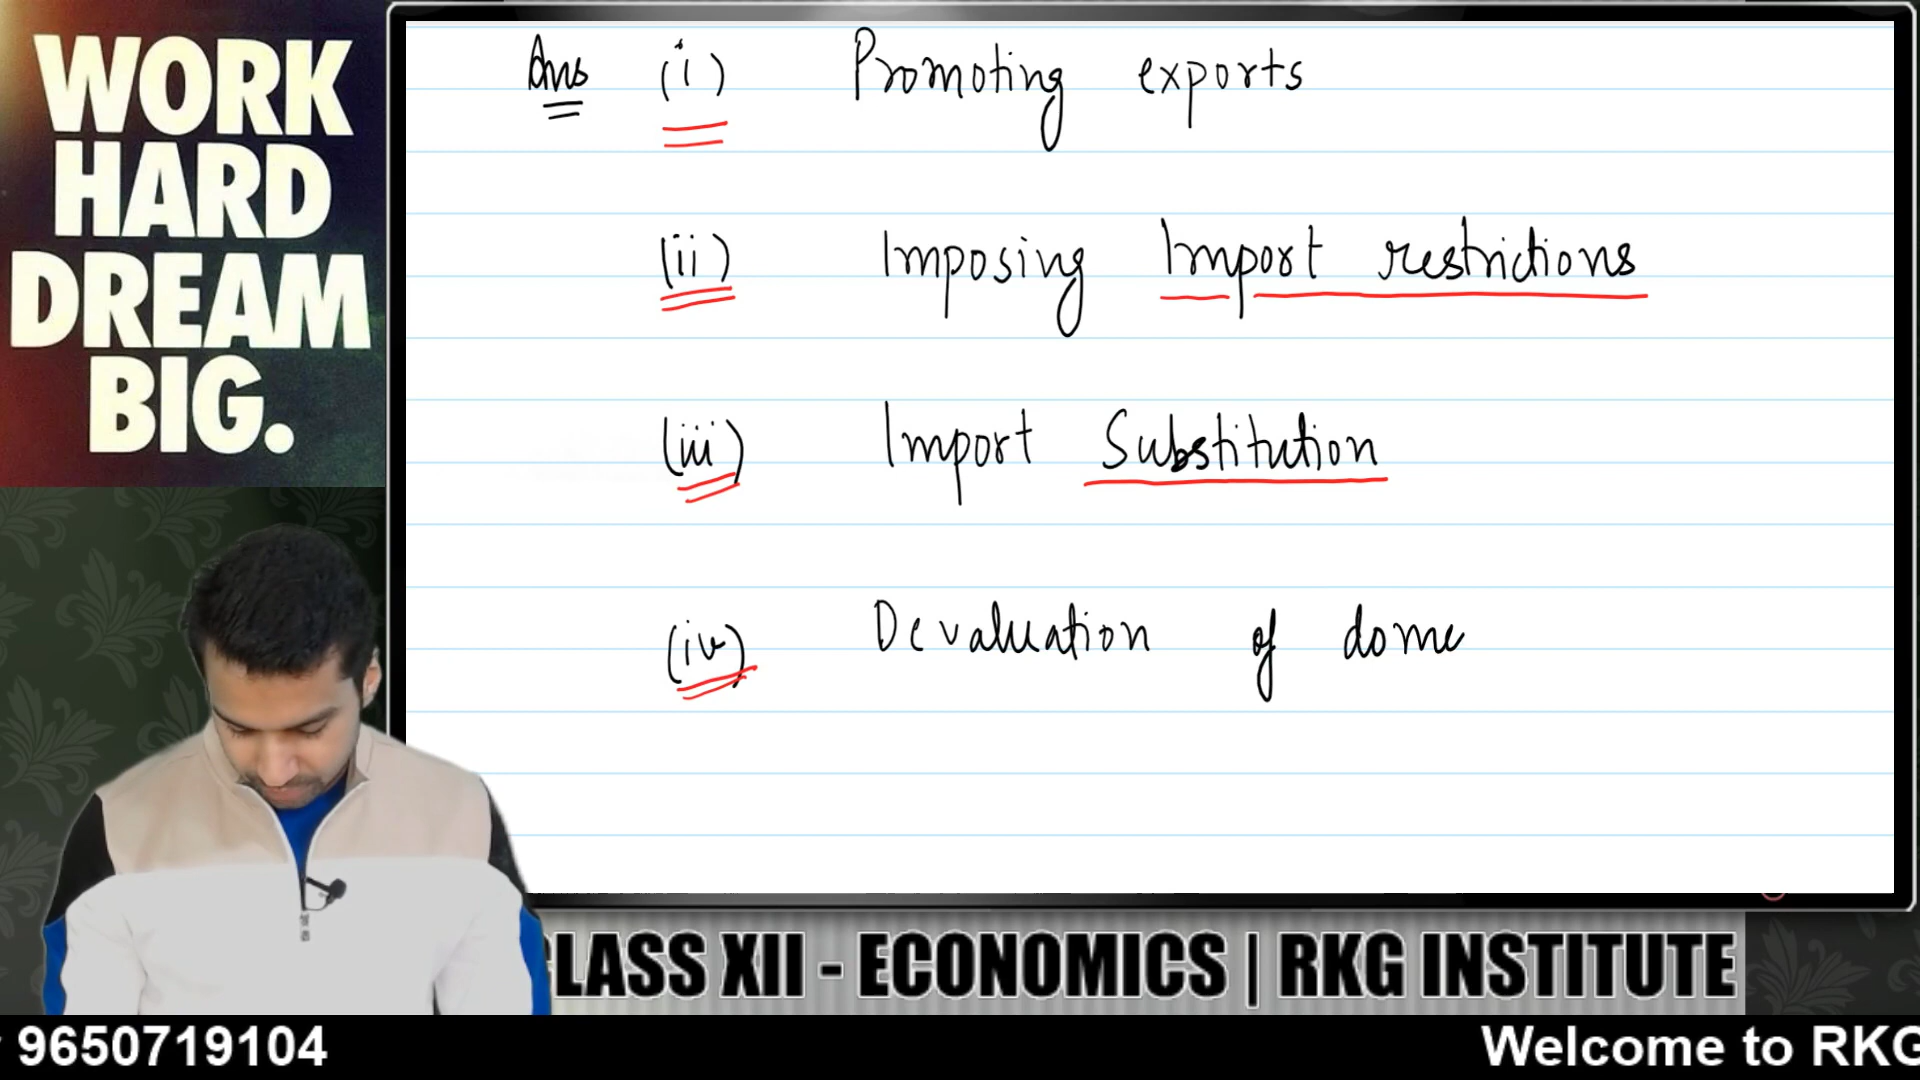 WORK
HARD
DREAM
BIG.
Ans (i) Promoting exports
(ii) Imposing Import restrictions
(iii) Import Substitution
(iv) Devaluation of dome
LASS XII - ECONOMICS | RKG INSTITUTE
9650719104 Welcome to RKG